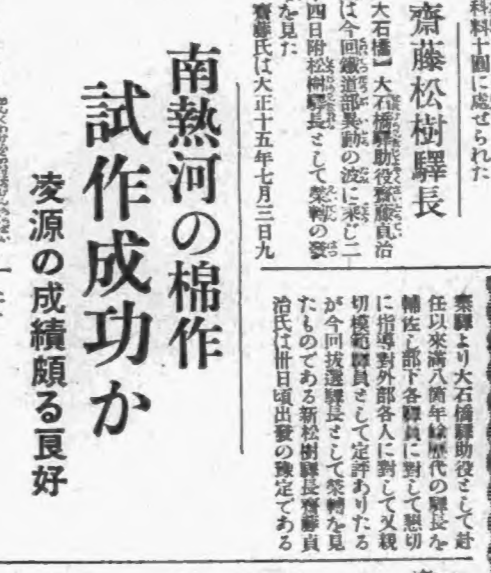 科料十圓に處せられた
齋藤松樹驛長
大石橋】大石橋驛助役齋藤貞治
は今回鐵道部異動の波に乘じ二
四日附松樹驛長として榮轉の發
を見た
齋藤氏は大正十五年七月三日九
寨驛より大石橋驛助役として赴
任以來滿八箇年餘歴代の驛長を
輔佐し部下各驛員に對して懇切
に指導對外部各人に對して又親
切模範驛員として定評ありたる
が今回拔選驛長として榮轉を見
たものである新松樹驛長齋藤貞
治氏は卅日頃出發の豫定である
南熱河の棉作
試作成功か
凌源の成績頗る良好